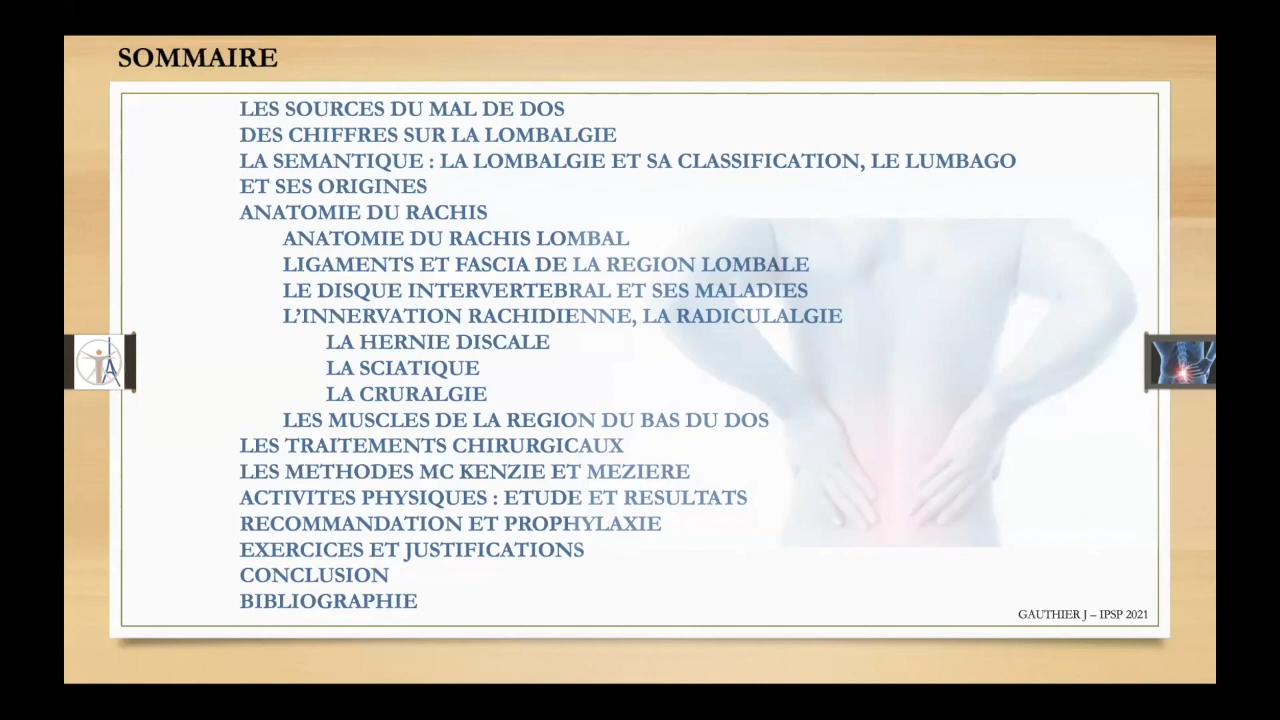 SOMMAIRE
LES SOURCES DU MAL DE DOS
DES CHIFFRES SUR LA LOMBALGIE
LA SEMANTIQUE : LA LOMBALGIE ET SA CLASSIFICATION, LE LUMBAGO
ET SES ORIGINES
ANATOMIE DU RACHIS
ANATOMIE DU RACHIS LOMBAL
LIGAMENTS ET FASCIA DE LA REGION LOMBALE
LE DISQUE INTERVERTEBRAL ET SES MALADIES
L’INNERVATION RACHIDIENNE, LA RADICULALGIE
LA HERNIE DISCALE
LA SCIATIQUE
LA CRURALGIE
LES MUSCLES DE LA REGION DU BAS DU DOS
LES TRAITEMENTS CHIRURGICAUX
LES METHODES MC KENZIE ET MEZIERE
ACTIVITES PHYSIQUES : ETUDE ET RESULTATS
RECOMMANDATION ET PROPHYLAXIE
EXERCICES ET JUSTIFICATIONS
CONCLUSION
BIBLIOGRAPHIE
GAUTHIER J – IPSP 2021